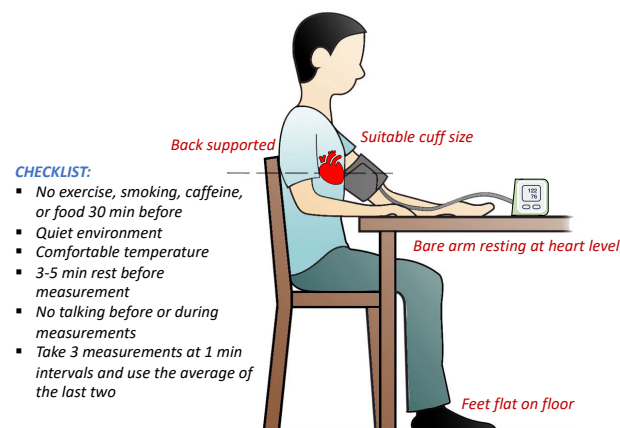 Back supported
Suitable cuff size
CHECKLIST:
▪ No exercise, smoking, caffeine,
or food 30 min before
▪ Quiet environment
▪ Comfortable temperature
▪ 3-5 min rest before
measurement
▪ No talking before or during
measurements
▪ Take 3 measurements at 1 min
intervals and use the average of
the last two
122
76
Bare arm resting at heart level
Feet flat on floor